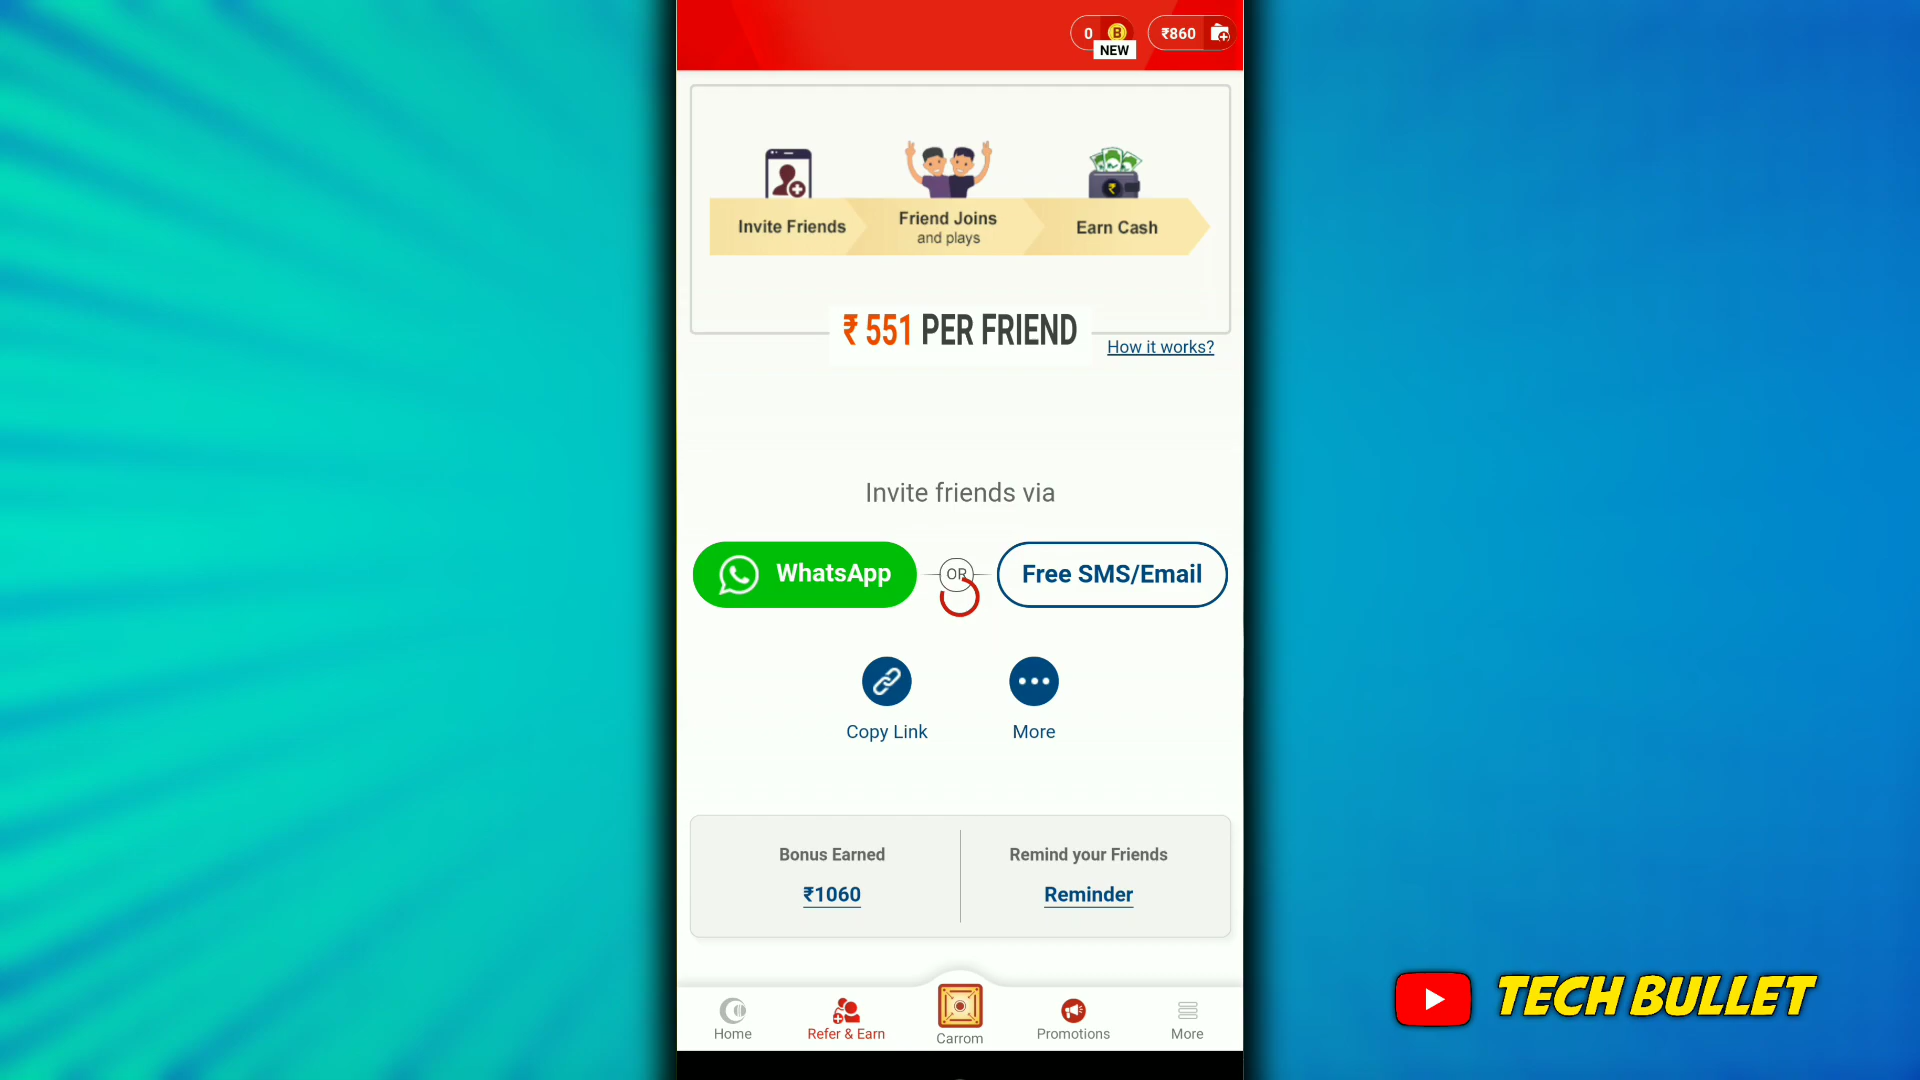 0
B
NEW
₹860
Invite Friends
Friend Joins
and plays
Earn Cash
₹ 551 PER FRIEND
How it works?
Invite friends via
WhatsApp
OR
Free SMS/Email
Copy Link
More
Bonus Earned
₹1060
Remind your Friends
Reminder
Home
Refer & Earn
Carrom
Promotions
More
TECH BULLET